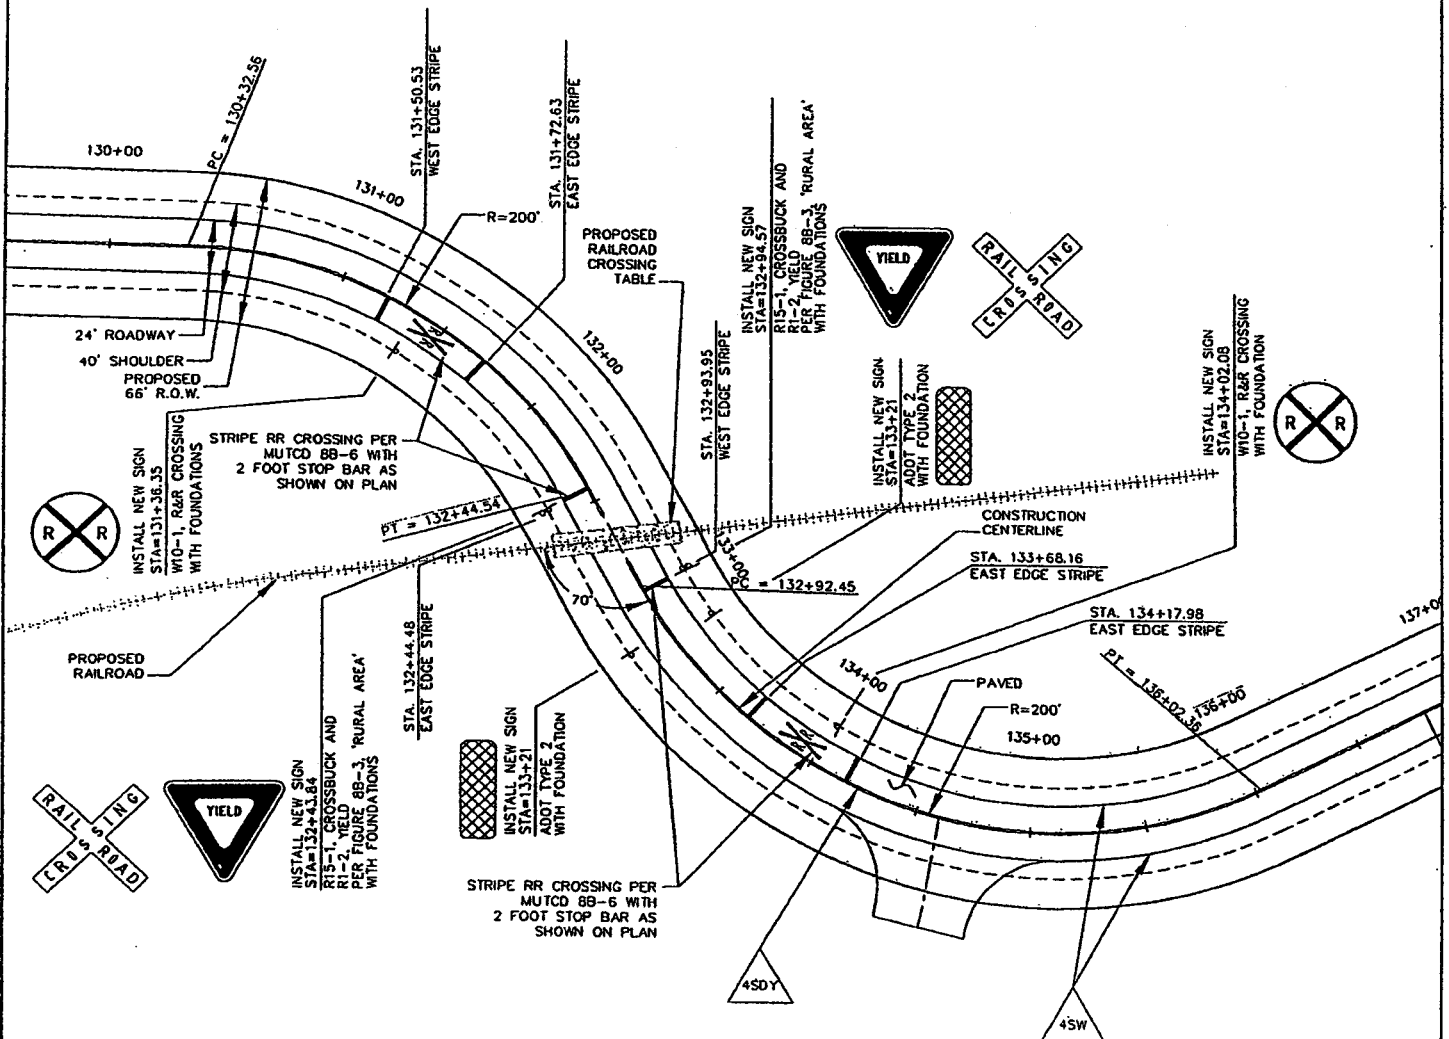 130+00
PC = 130+32.56
131+00
STA. 131+50.53
WEST EDGE STRIPE
STA. 131+72.63
EAST EDGE STRIPE
R=200'
PROPOSED
RAILROAD
CROSSING
TABLE
132+00
INSTALL NEW SIGN
STA=132+94.57
R15-1, CROSSBUCK AND
R1-2, YIELD
PER FIGURE 8B-3, 'RURAL AREA'
WITH FOUNDATIONS
YIELD
RAIL ROAD
CROSSING
24' ROADWAY
40' SHOULDER
PROPOSED
66' R.O.W.
RR
STA. 132+93.95
WEST EDGE STRIPE
INSTALL NEW SIGN
STA=133+21
ADOT TYPE 2
WITH FOUNDATION
INSTALL NEW SIGN
STA=134+02.08
W10-1, R&R CROSSING
WITH FOUNDATION
R R
INSTALL NEW SIGN
STA=131+36.35
W10-1, R&R CROSSING
WITH FOUNDATIONS
R R
STRIPE RR CROSSING PER
MUTCD 8B-6 WITH
2 FOOT STOP BAR AS
SHOWN ON PLAN
PT = 132+44.54
133+00
PC = 132+92.45
CONSTRUCTION
CENTERLINE
STA. 133+68.16
EAST EDGE STRIPE
70°
STA. 134+17.98
EAST EDGE STRIPE
137+00
PROPOSED
RAILROAD
STA. 132+44.48
EAST EDGE STRIPE
134+00
PAVED
R=200'
135+00
PT = 136+02.36
136+00
RR
INSTALL NEW SIGN
STA=132+43.84
R15-1, CROSSBUCK AND
R1-2, YIELD
PER FIGURE 8B-3, 'RURAL AREA'
WITH FOUNDATIONS
INSTALL NEW SIGN
STA=133+21
ADOT TYPE 2
WITH FOUNDATION
RAIL ROAD
CROSSING
YIELD
STRIPE RR CROSSING PER
MUTCD 8B-6 WITH
2 FOOT STOP BAR AS
SHOWN ON PLAN
4SDY
4SW